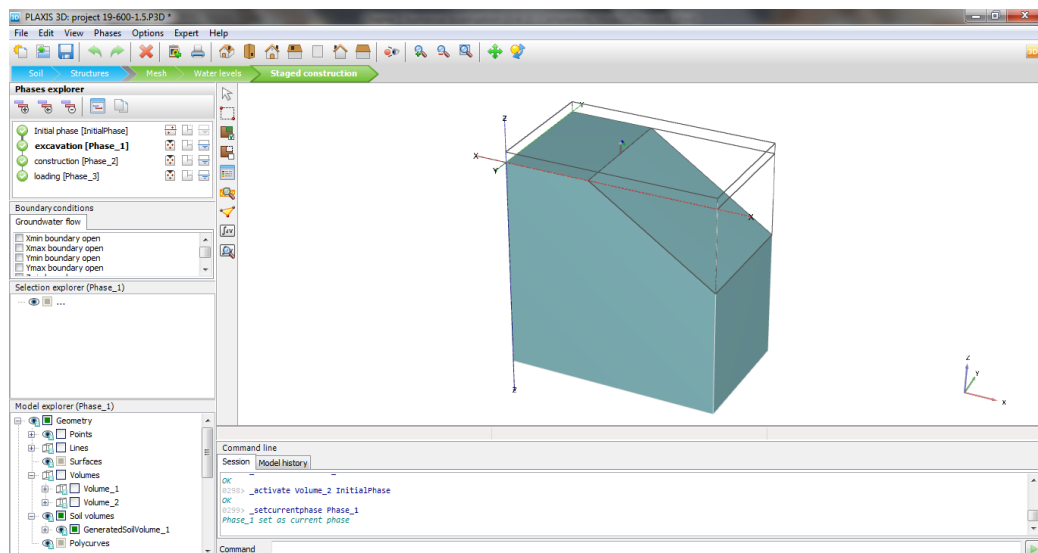 PLAXIS 3D: project 19-600-1.5.P3D *
File Edit View Phases Options Expert Help
Soil Structures Mesh Water levels Staged construction
Phases explorer
Initial phase [InitialPhase]
excavation [Phase_1]
construction [Phase_2]
loading [Phase_3]
Boundary conditions
Groundwater flow
Xmin boundary open
Xmax boundary open
Ymin boundary open
Ymax boundary open
Selection explorer (Phase_1)
...
Model explorer (Phase_1)
Geometry
Points
Lines
Surfaces
Volumes
Volume_1
Volume_2
Soil volumes
GeneratedSoilVolume_1
Polycurves
Z
Y
X
Y
X
Z
Z
Y
X
Command line
Session Model history
OK
0298> _activate Volume_2 InitialPhase
OK
0299> _setcurrentphase Phase_1
Phase_1 set as current phase
Command